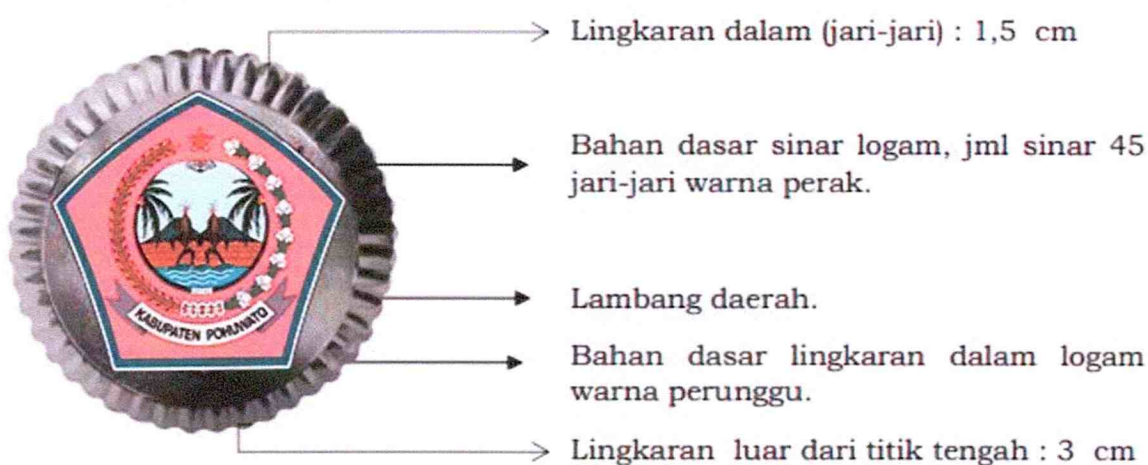 Lingkaran dalam (jari-jari) : 1,5 cm
Bahan dasar sinar logam, jml sinar 45
jari-jari warna perak.
Lambang daerah.
KABUPATEN POHUWATO
Bahan dasar lingkaran dalam logam
warna perunggu.
Lingkaran luar dari titik tengah : 3 cm